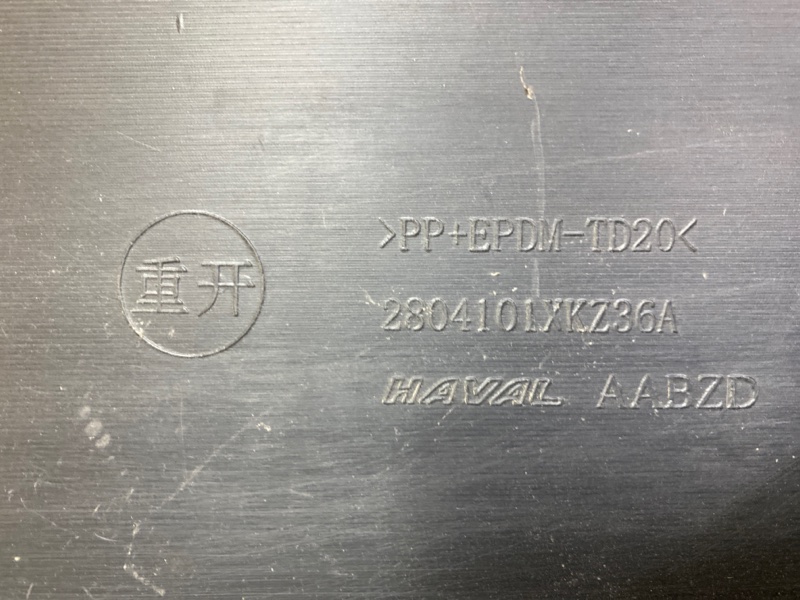 重开
>PP+EPDM-TD20<
2804101XKZ36A
HAVAL AABZD